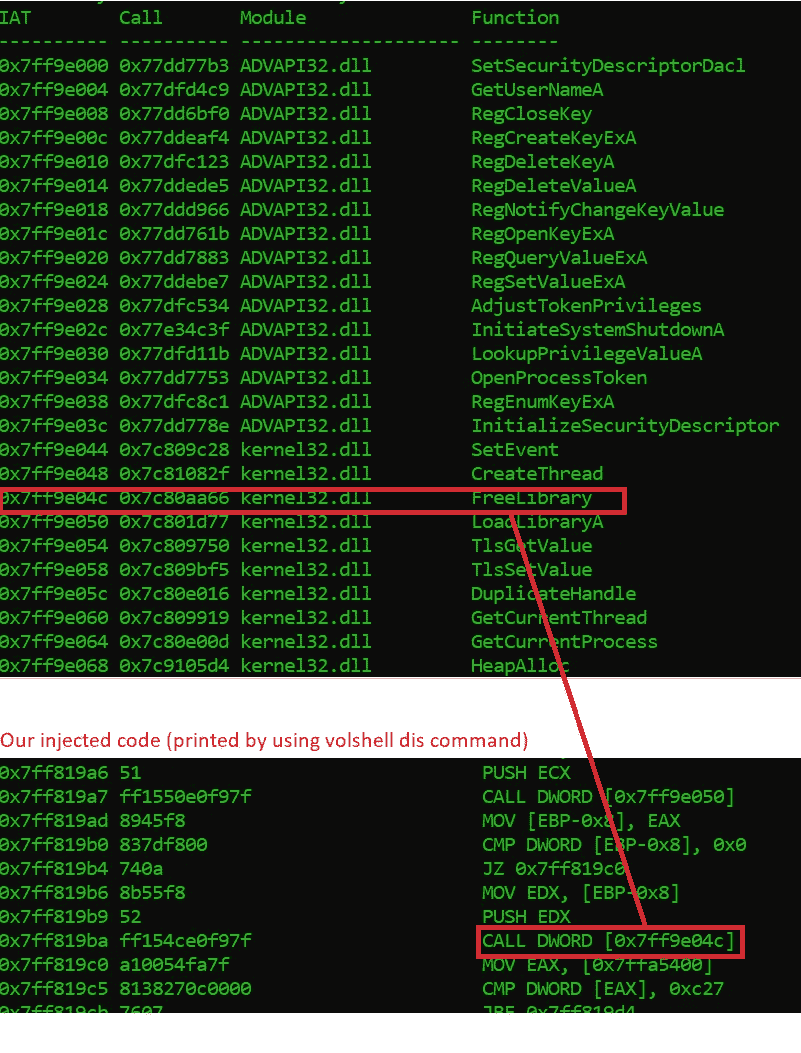 IAT Call Module Function
---------- ---------- -------------------- --------
0x7ff9e000 0x77dd77b3 ADVAPI32.dll SetSecurityDescriptorDacl
0x7ff9e004 0x77dfd4c9 ADVAPI32.dll GetUserNameA
0x7ff9e008 0x77dd6bf0 ADVAPI32.dll RegCloseKey
0x7ff9e00c 0x77ddeaf4 ADVAPI32.dll RegCreateKeyExA
0x7ff9e010 0x77dfc123 ADVAPI32.dll RegDeleteKeyA
0x7ff9e014 0x77ddede5 ADVAPI32.dll RegDeleteValueA
0x7ff9e018 0x77ddd966 ADVAPI32.dll RegNotifyChangeKeyValue
0x7ff9e01c 0x77dd761b ADVAPI32.dll RegOpenKeyExA
0x7ff9e020 0x77dd7883 ADVAPI32.dll RegQueryValueExA
0x7ff9e024 0x77ddebe7 ADVAPI32.dll RegSetValueExA
0x7ff9e028 0x77dfc534 ADVAPI32.dll AdjustTokenPrivileges
0x7ff9e02c 0x77e34c3f ADVAPI32.dll InitiateSystemShutdownA
0x7ff9e030 0x77dfd11b ADVAPI32.dll LookupPrivilegeValueA
0x7ff9e034 0x77dd7753 ADVAPI32.dll OpenProcessToken
0x7ff9e038 0x77dfc8c1 ADVAPI32.dll RegEnumKeyExA
0x7ff9e03c 0x77dd778e ADVAPI32.dll InitializeSecurityDescriptor
0x7ff9e044 0x7c809c28 kernel32.dll SetEvent
0x7ff9e048 0x7c81082f kernel32.dll CreateThread
0x7ff9e04c 0x7c80aa66 kernel32.dll FreeLibrary
0x7ff9e050 0x7c801d77 kernel32.dll LoadLibraryA
0x7ff9e054 0x7c809750 kernel32.dll TlsGetValue
0x7ff9e058 0x7c809bf5 kernel32.dll TlsSetValue
0x7ff9e05c 0x7c80e016 kernel32.dll DuplicateHandle
0x7ff9e060 0x7c809919 kernel32.dll GetCurrentThread
0x7ff9e064 0x7c80e00d kernel32.dll GetCurrentProcess
0x7ff9e068 0x7c9105d4 kernel32.dll HeapAlloc
Our injected code (printed by using volshell dis command)
0x7ff819a6 51 PUSH ECX
0x7ff819a7 ff1550e0f97f CALL DWORD [0x7ff9e050]
0x7ff819ad 8945f8 MOV [EBP-0x8], EAX
0x7ff819b0 837df800 CMP DWORD [EBP-0x8], 0x0
0x7ff819b4 740a JZ 0x7ff819c0
0x7ff819b6 8b55f8 MOV EDX, [EBP-0x8]
0x7ff819b9 52 PUSH EDX
0x7ff819ba ff154ce0f97f CALL DWORD [0x7ff9e04c]
0x7ff819c0 a10054fa7f MOV EAX, [0x7ffa5400]
0x7ff819c5 8138270c0000 CMP DWORD [EAX], 0xc27
0x7ff819cb 7607 JBE 0x7ff819d4